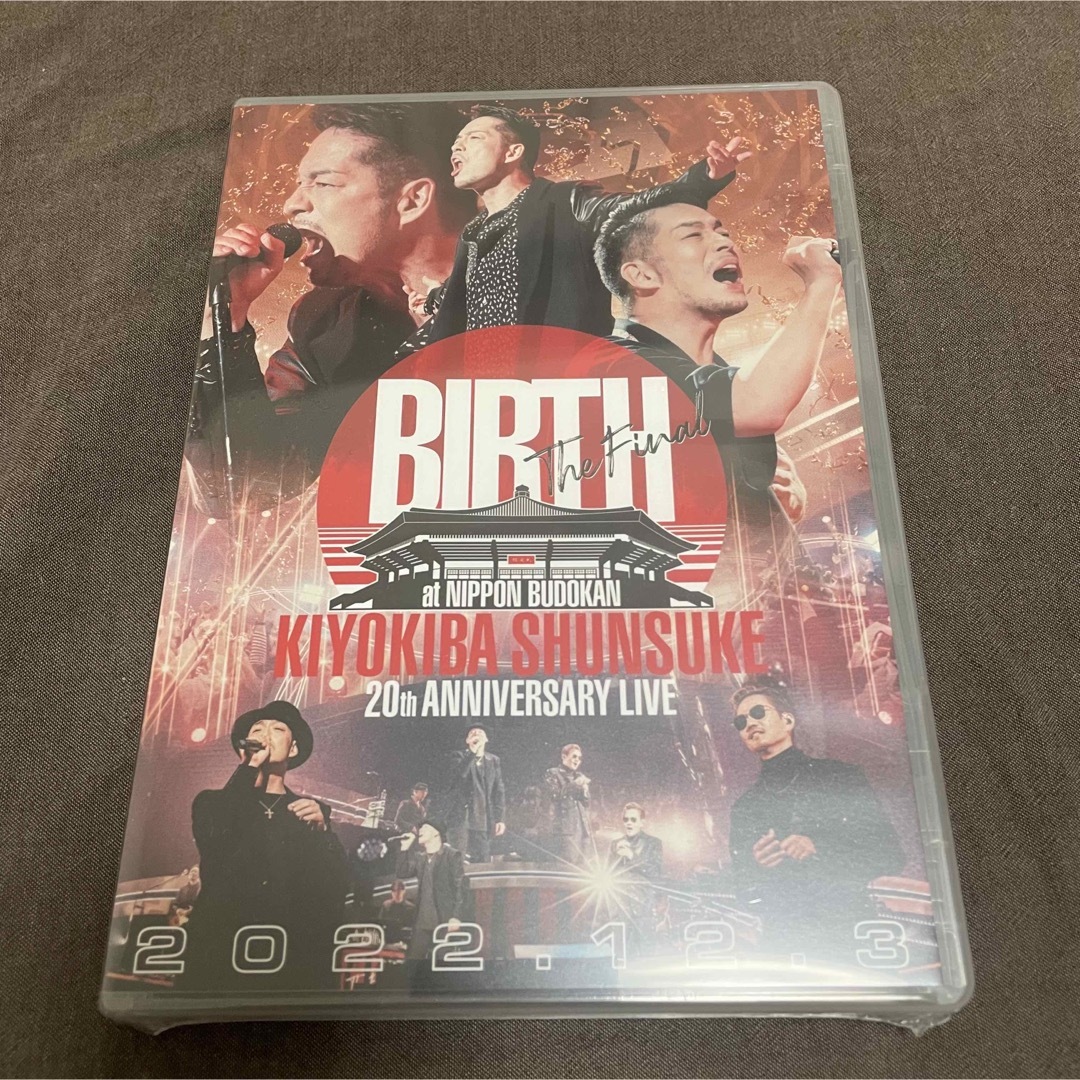 BIRTH
The Final
at NIPPON BUDOKAN
KIYOKIBA SHUNSUKE
20th ANNIVERSARY LIVE
2022.12.3